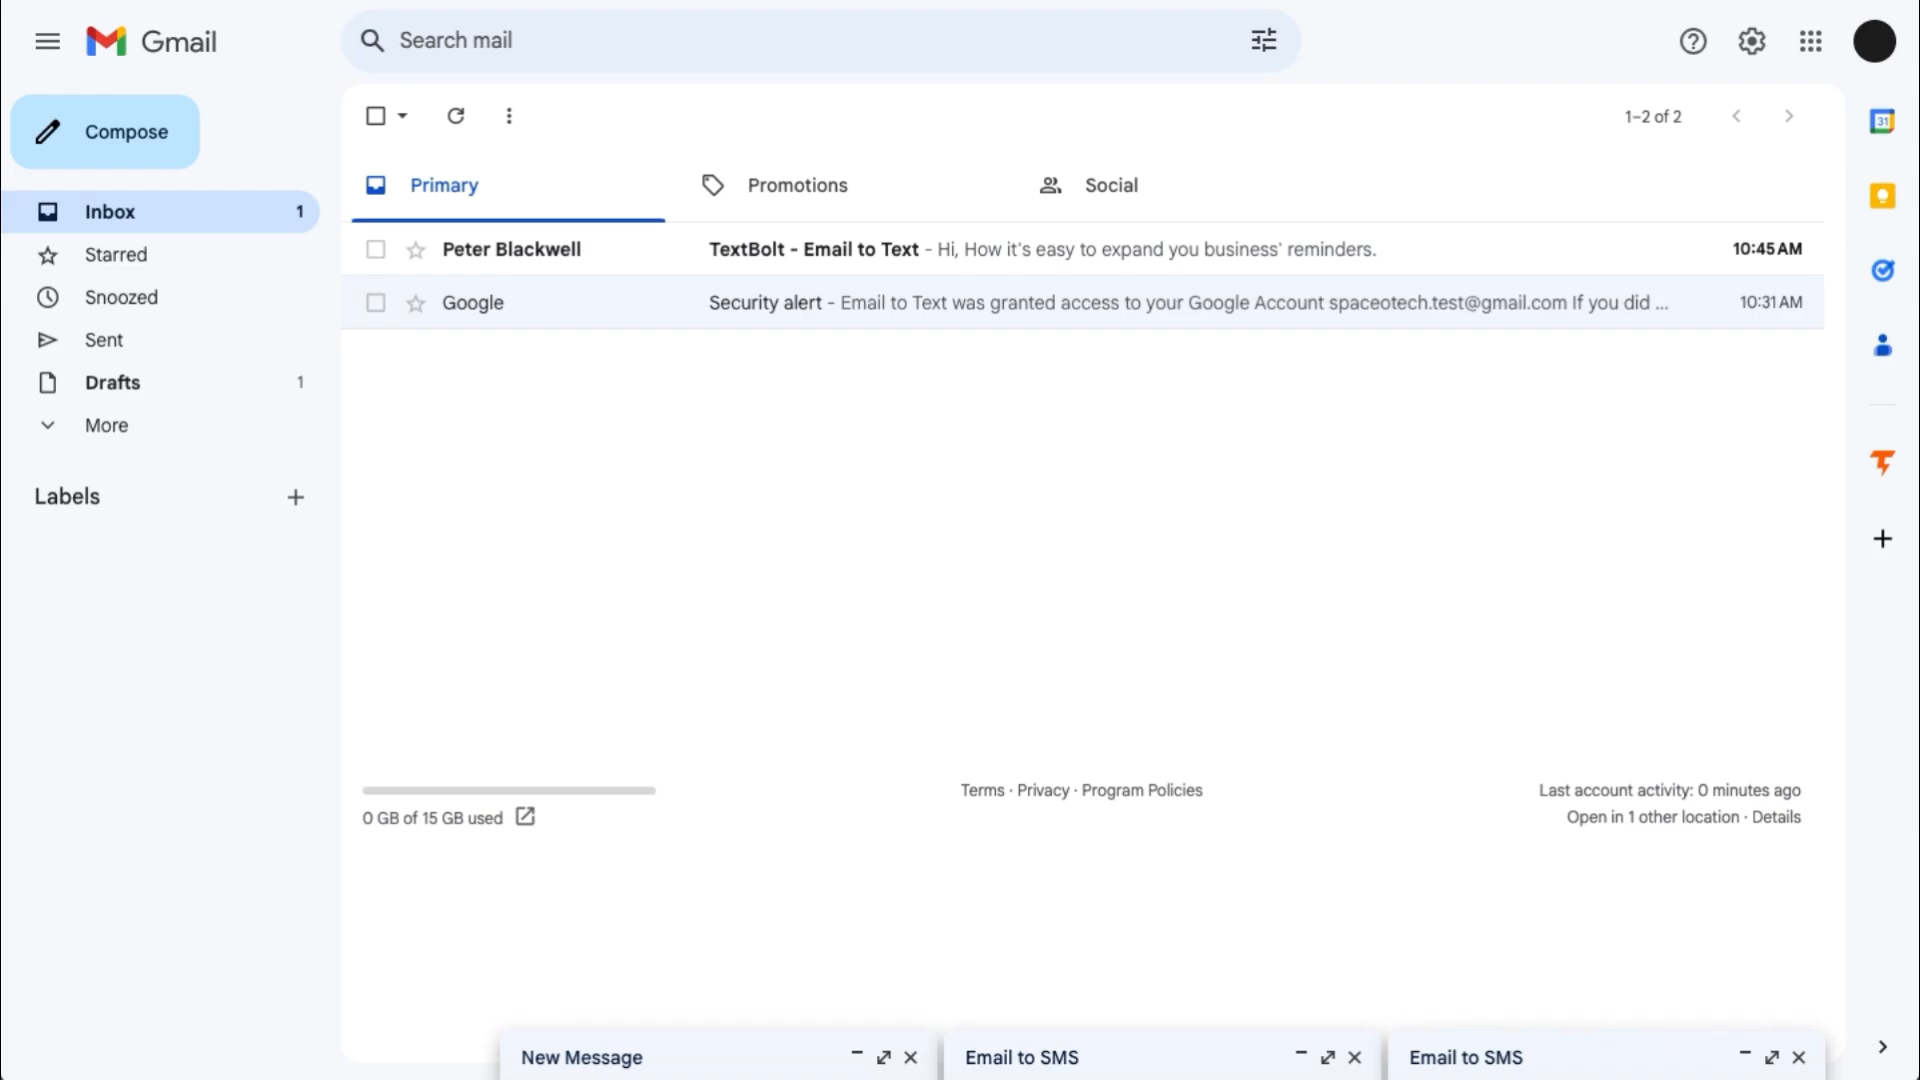 Gmail
Search mail
Compose
1–2 of 2
Primary
Promotions
Social
31
Inbox 1
Starred
Snoozed
Sent
Drafts 1
More
Labels
Peter Blackwell TextBolt - Email to Text - Hi, How it's easy to expand you business' reminders. 10:45 AM
Google Security alert - Email to Text was granted access to your Google Account spaceotech.test@gmail.com If you did ... 10:31 AM
0 GB of 15 GB used
Terms · Privacy · Program Policies
Last account activity: 0 minutes ago
Open in 1 other location · Details
New Message
Email to SMS
Email to SMS